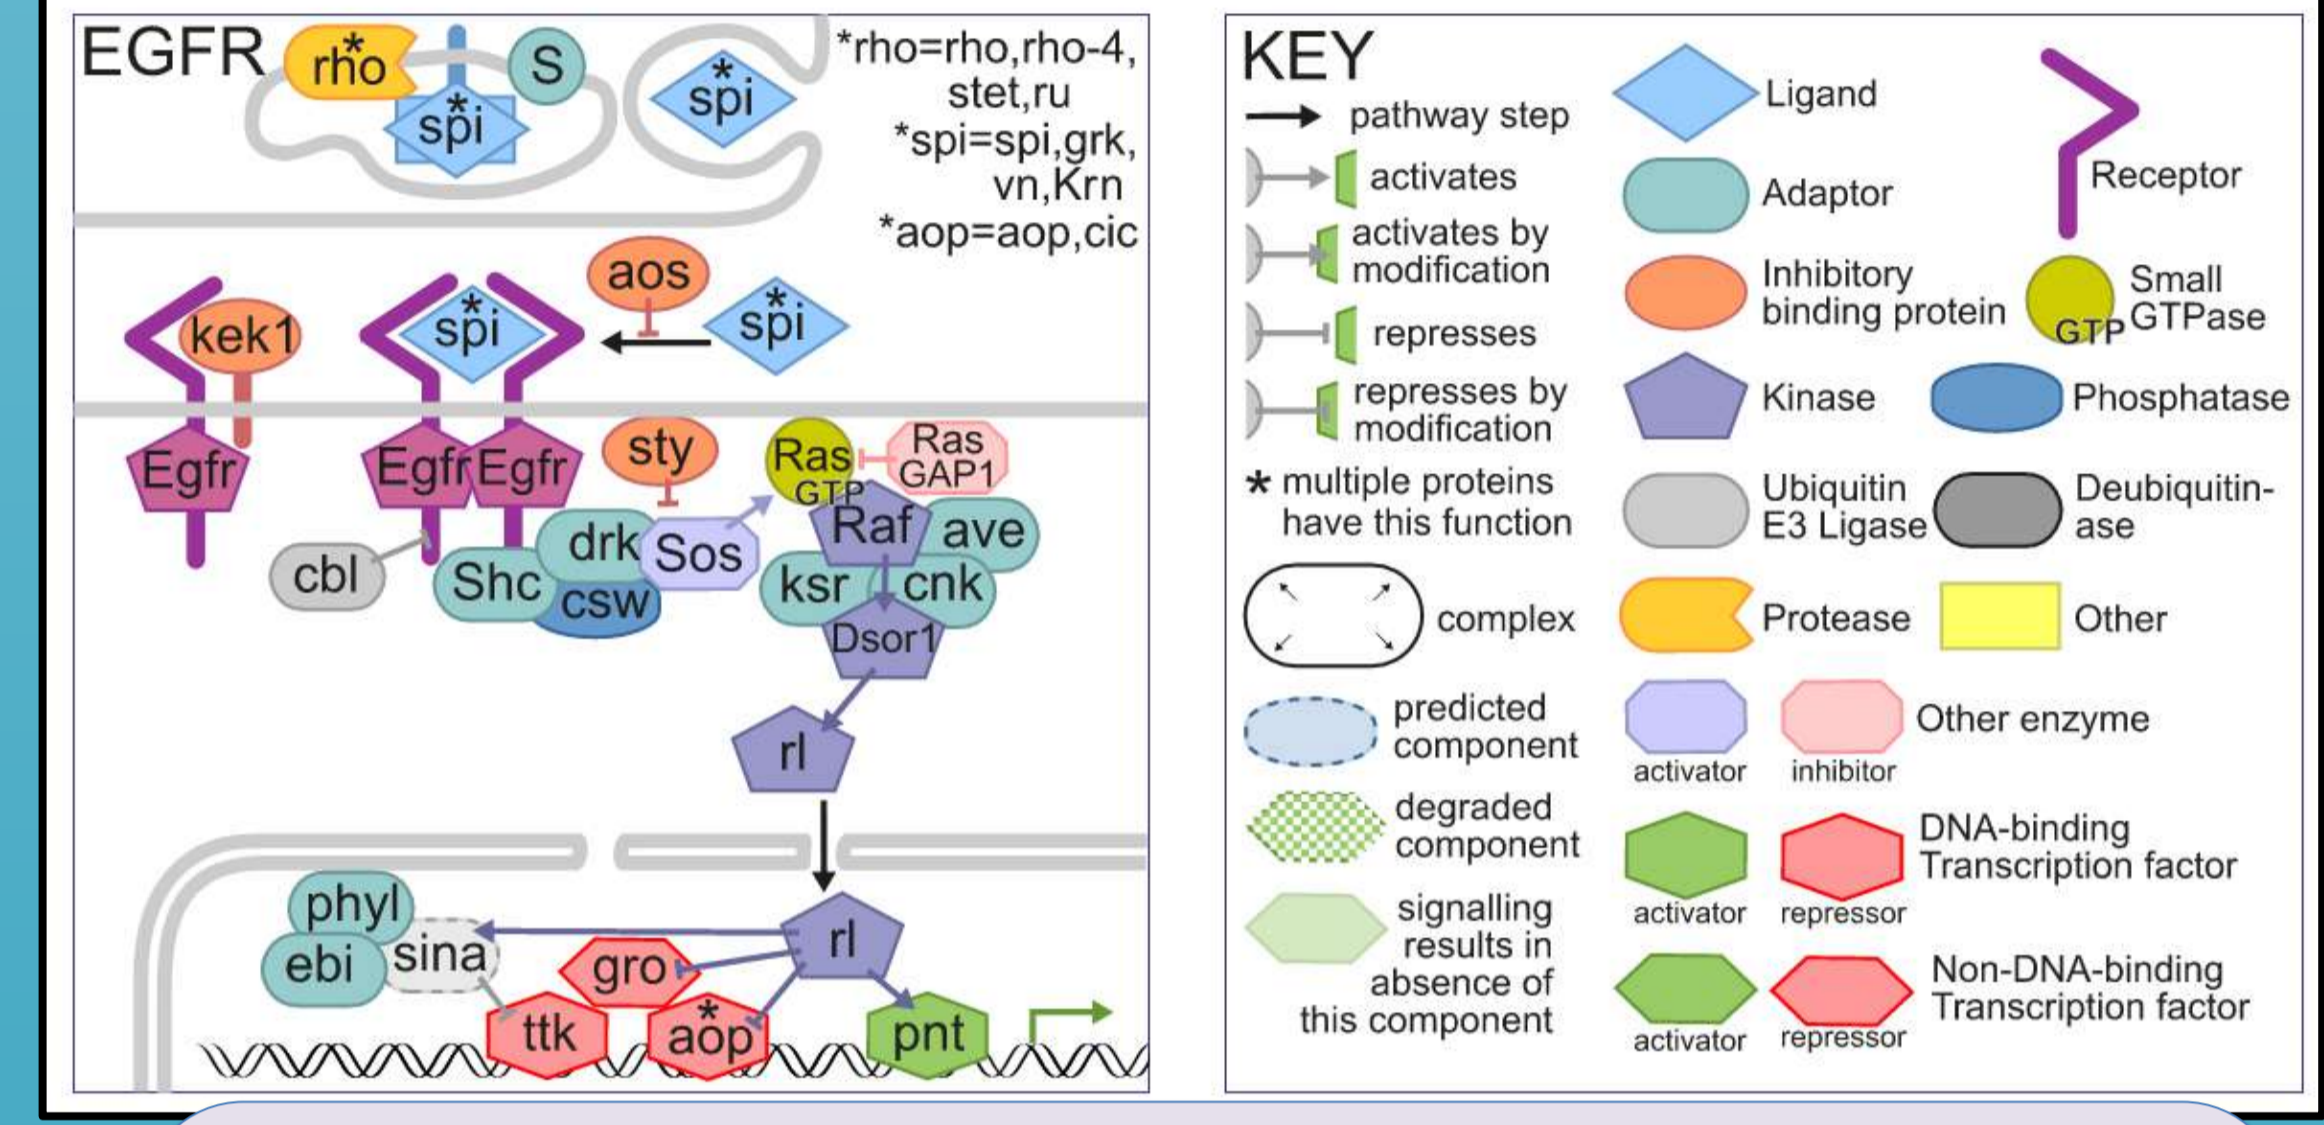 EGFR
*
rho
S
*
spi
*
spi
*rho=rho,rho-4,
stet,ru
*spi=spi,grk,
vn,Krn
*aop=aop,cic
aos
kek1
*
spi
*
spi
Egfr
Egfr
Egfr
sty
Ras
GTP
Ras
GAP1
cbl
Shc
drk
csw
Sos
Raf
ave
ksr
cnk
Dsor1
rl
phyl
ebi
sina
gro
rl
ttk
*
aop
pnt
KEY
pathway step
activates
activates by
modification
represses
represses by
modification
* multiple proteins
have this function
complex
predicted
component
degraded
component
signalling
results in
absence of
this component
Ligand
Receptor
Adaptor
Inhibitory
binding protein
GTP
Small
GTPase
Kinase
Phosphatase
Ubiquitin
E3 Ligase
Deubiquitin-
ase
Protease
Other
Other enzyme
activator
inhibitor
DNA-binding
Transcription factor
activator
repressor
Non-DNA-binding
Transcription factor
activator
repressor